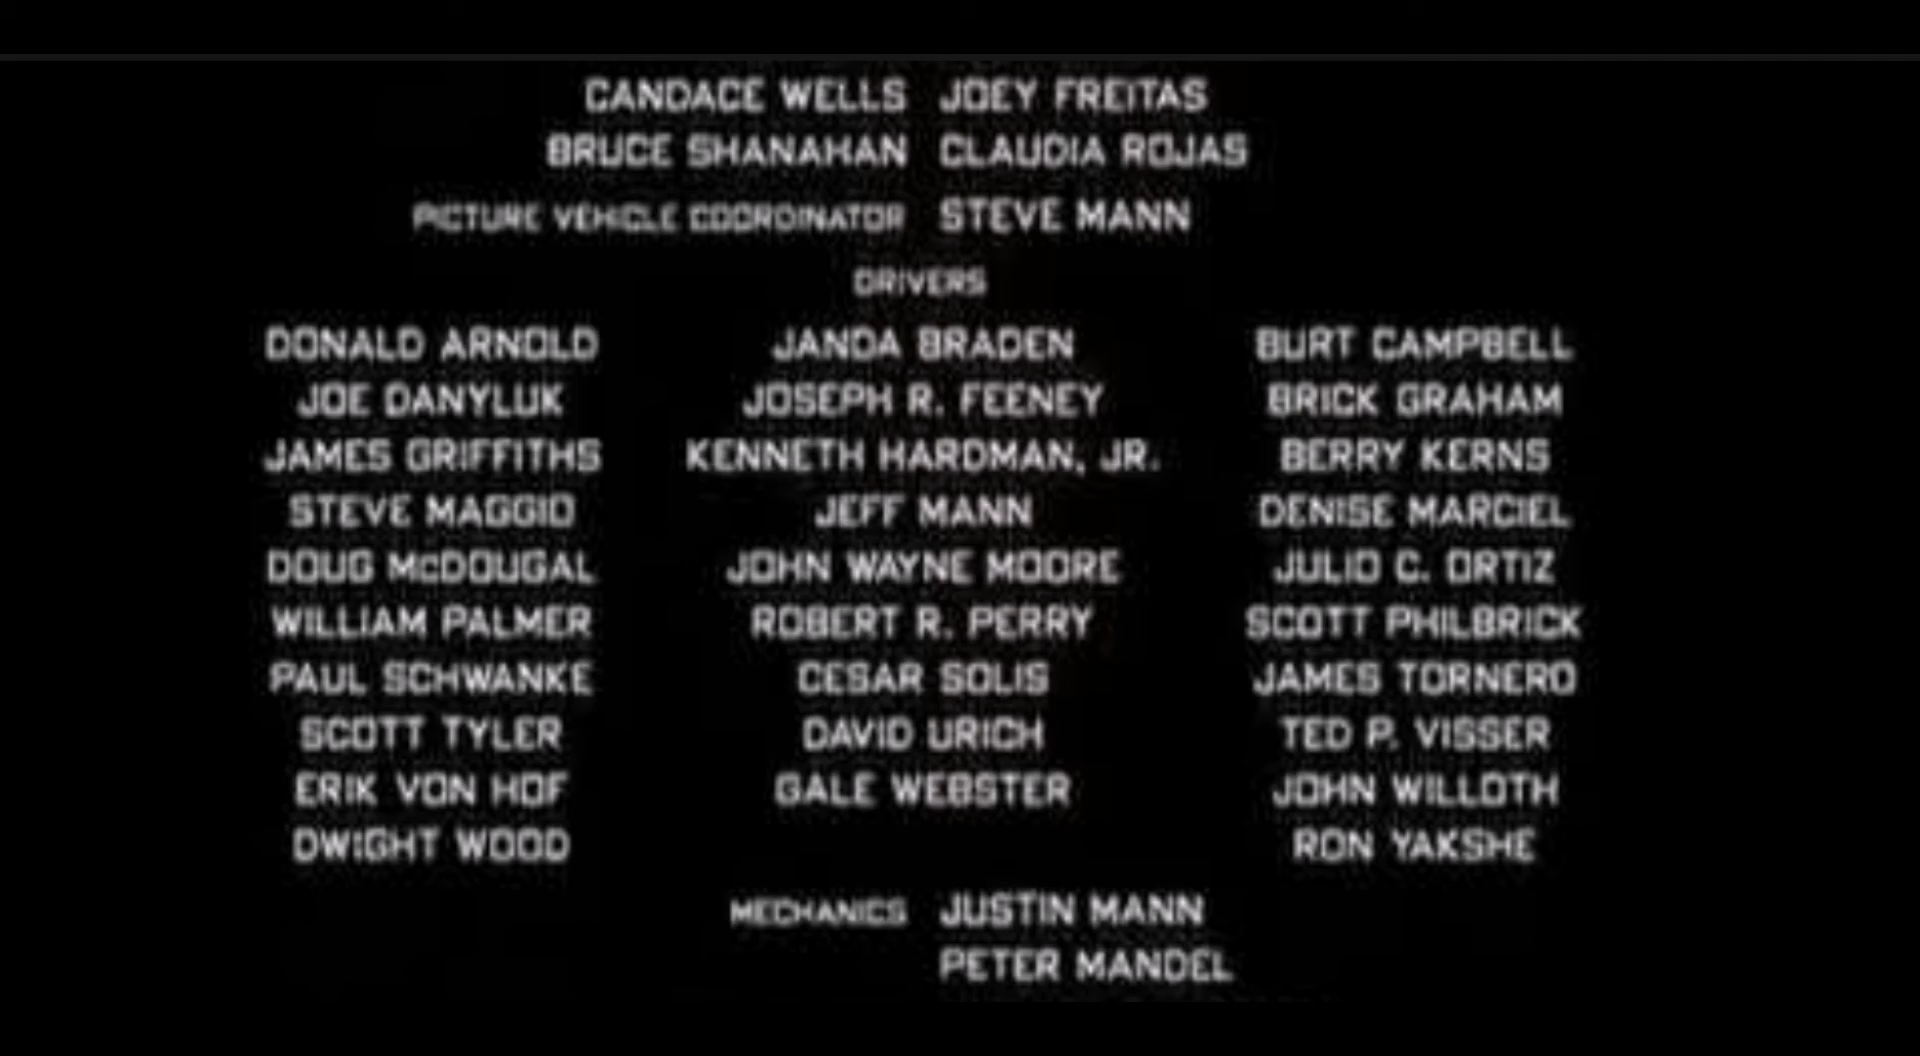 CANDACE WELLS JOEY FREITAS
BRUCE SHANAHAN CLAUDIA ROJAS
PICTURE VEHICLE COORDINATOR STEVE MANN
DRIVERS
DONALD ARNOLD JANDA BRADEN BURT CAMPBELL
JOE DANYLUK JOSEPH R. FEENEY BRICK GRAHAM
JAMES GRIFFITHS KENNETH HARDMAN, JR. BERRY KERNS
STEVE MAGGIO JEFF MANN DENISE MARCIEL
DOUG McDOUGAL JOHN WAYNE MOORE JULIO C. ORTIZ
WILLIAM PALMER ROBERT R. PERRY SCOTT PHILBRICK
PAUL SCHWANKE CESAR SOLIS JAMES TORNERO
SCOTT TYLER DAVID URICH TED P. VISSER
ERIK VON HOF GALE WEBSTER JOHN WILLOTH
DWIGHT WOOD RON YAKSHE
MECHANICS JUSTIN MANN
PETER MANDEL